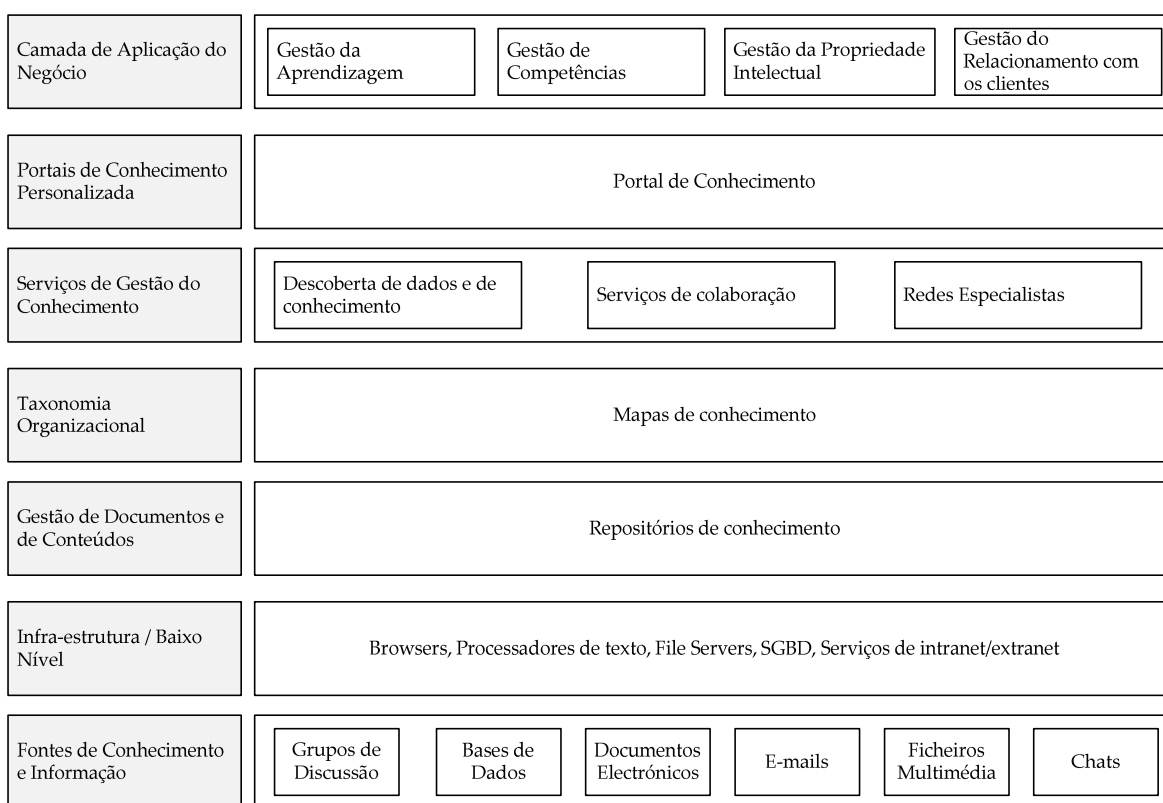 Camada de Aplicação do
Negócio
Gestão da
Aprendizagem
Gestão de
Competências
Gestão da Propriedade
Intelectual
Gestão do
Relacionamento com
os clientes
Portais de Conhecimento
Personalizada
Portal de Conhecimento
Serviços de Gestão do
Conhecimento
Descoberta de dados e de
conhecimento
Serviços de colaboração
Redes Especialistas
Taxonomia
Organizacional
Mapas de conhecimento
Gestão de Documentos e
de Conteúdos
Repositórios de conhecimento
Infra-estrutura / Baixo
Nível
Browsers, Processadores de texto, File Servers, SGBD, Serviços de intranet/extranet
Fontes de Conhecimento
e Informação
Grupos de
Discussão
Bases de
Dados
Documentos
Electrónicos
E-mails
Ficheiros
Multimédia
Chats